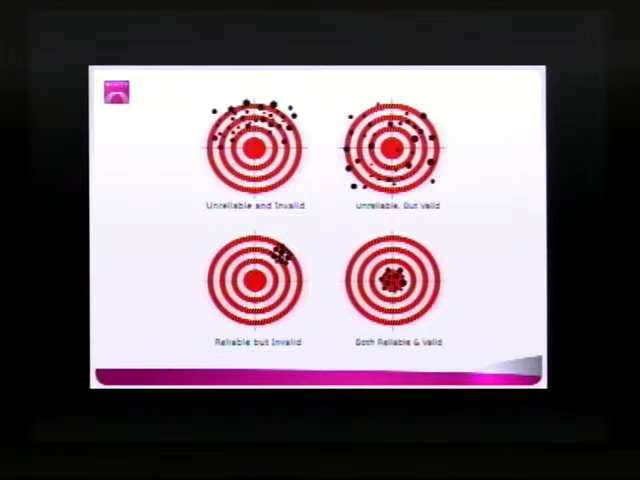 Unreliable and Invalid
Unreliable, But Valid
Reliable but Invalid
Both Reliable & Valid